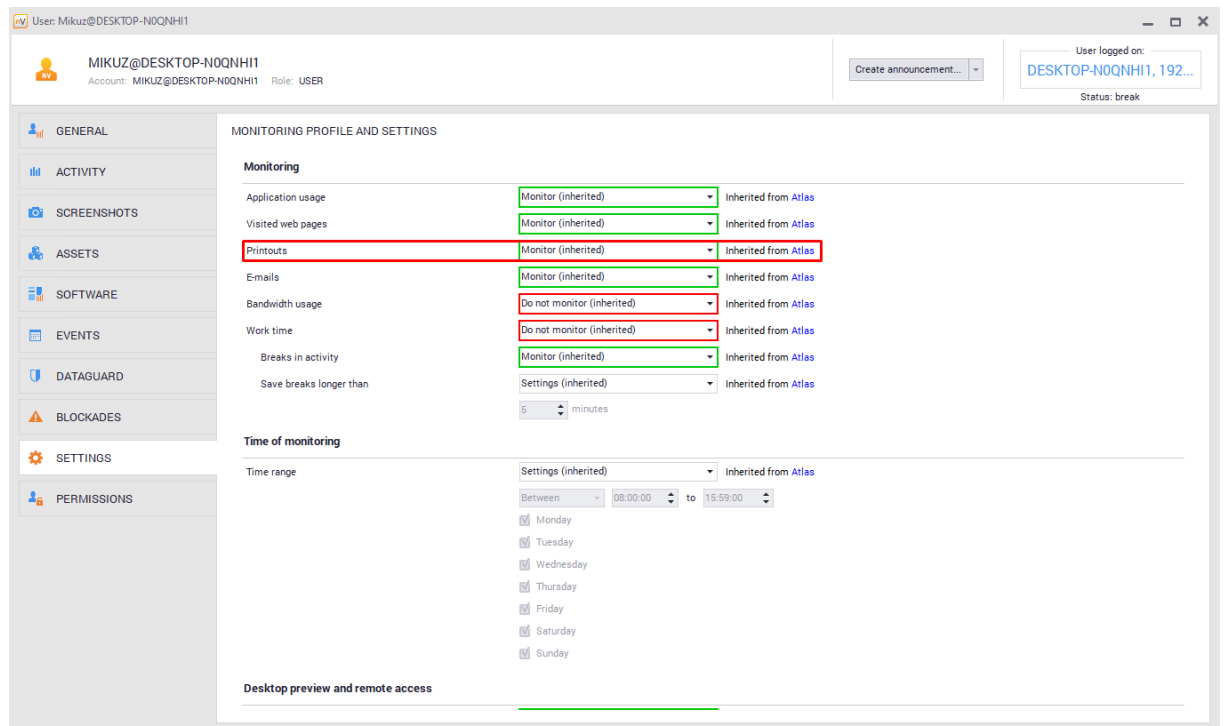 nV User: Mikuz@DESKTOP-N0QNHI1
NV
MIKUZ@DESKTOP-N0QNHI1
Account: MIKUZ@DESKTOP-N0QNHI1 Role: USER
Create announcement...
User logged on:
DESKTOP-N0QNHI1, 192...
Status: break
GENERAL
ACTIVITY
SCREENSHOTS
ASSETS
SOFTWARE
EVENTS
DATAGUARD
BLOCKADES
SETTINGS
PERMISSIONS
MONITORING PROFILE AND SETTINGS
Monitoring
Application usage Monitor (inherited) Inherited from Atlas
Visited web pages Monitor (inherited) Inherited from Atlas
Printouts Monitor (inherited) Inherited from Atlas
E-mails Monitor (inherited) Inherited from Atlas
Bandwidth usage Do not monitor (inherited) Inherited from Atlas
Work time Do not monitor (inherited) Inherited from Atlas
Breaks in activity Monitor (inherited) Inherited from Atlas
Save breaks longer than Settings (inherited) Inherited from Atlas
5 minutes
Time of monitoring
Time range Settings (inherited) Inherited from Atlas
Between 08:00:00 to 15:59:00
Monday
Tuesday
Wednesday
Thursday
Friday
Saturday
Sunday
Desktop preview and remote access